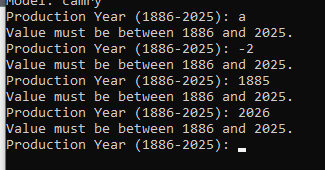 Model: camry
Production Year (1886-2025): a
Value must be between 1886 and 2025.
Production Year (1886-2025): -2
Value must be between 1886 and 2025.
Production Year (1886-2025): 1885
Value must be between 1886 and 2025.
Production Year (1886-2025): 2026
Value must be between 1886 and 2025.
Production Year (1886-2025):